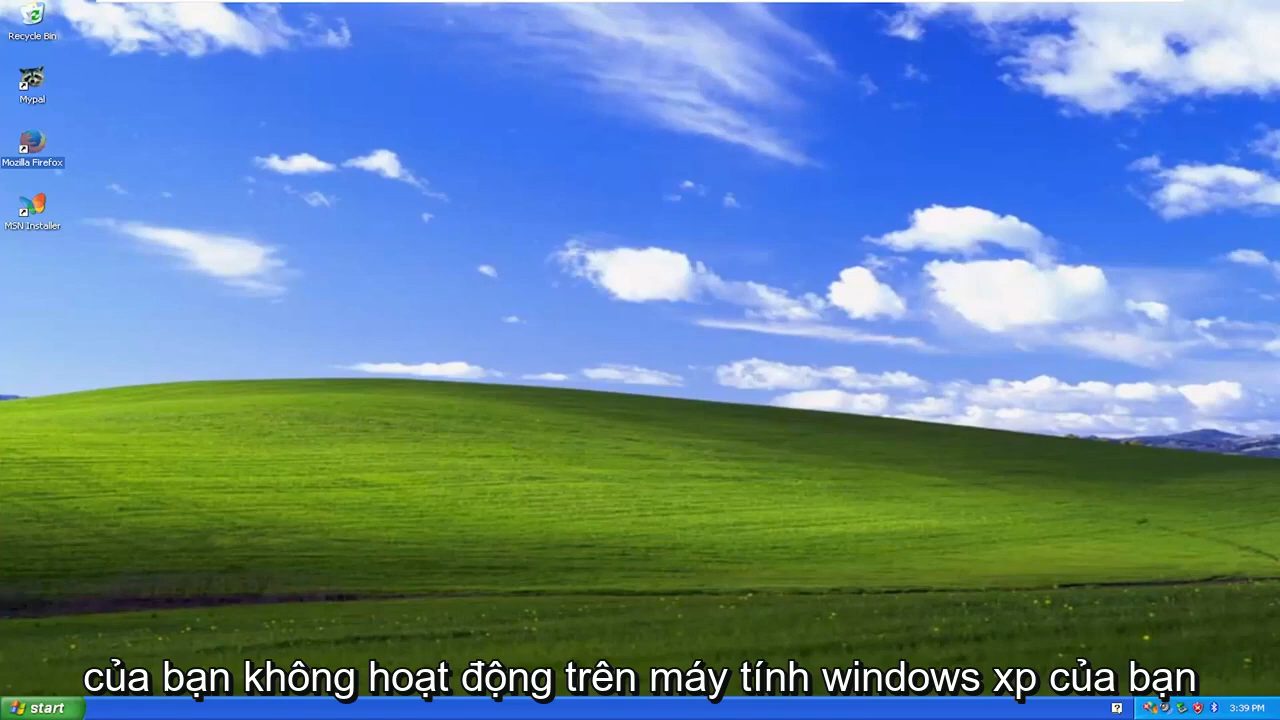 Recycle Bin
Mypal
Mozilla Firefox
MSN Installer
của bạn không hoạt động trên máy tính windows xp của bạn
start
?
3:39 PM